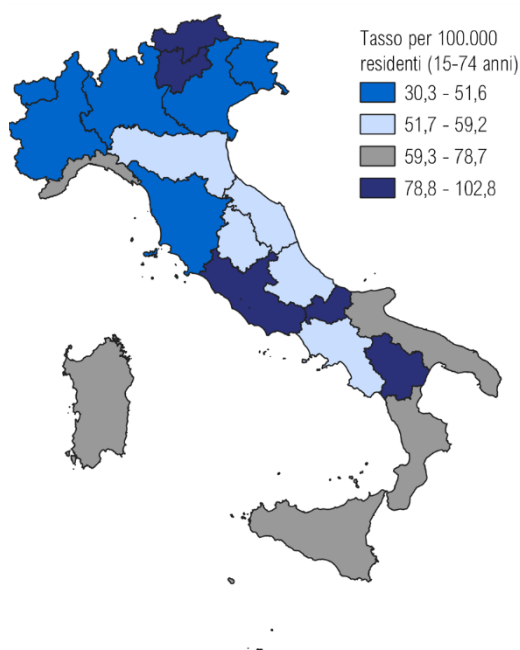 Tasso per 100.000
residenti (15-74 anni)
30,3 - 51,6
51,7 - 59,2
59,3 - 78,7
78,8 - 102,8